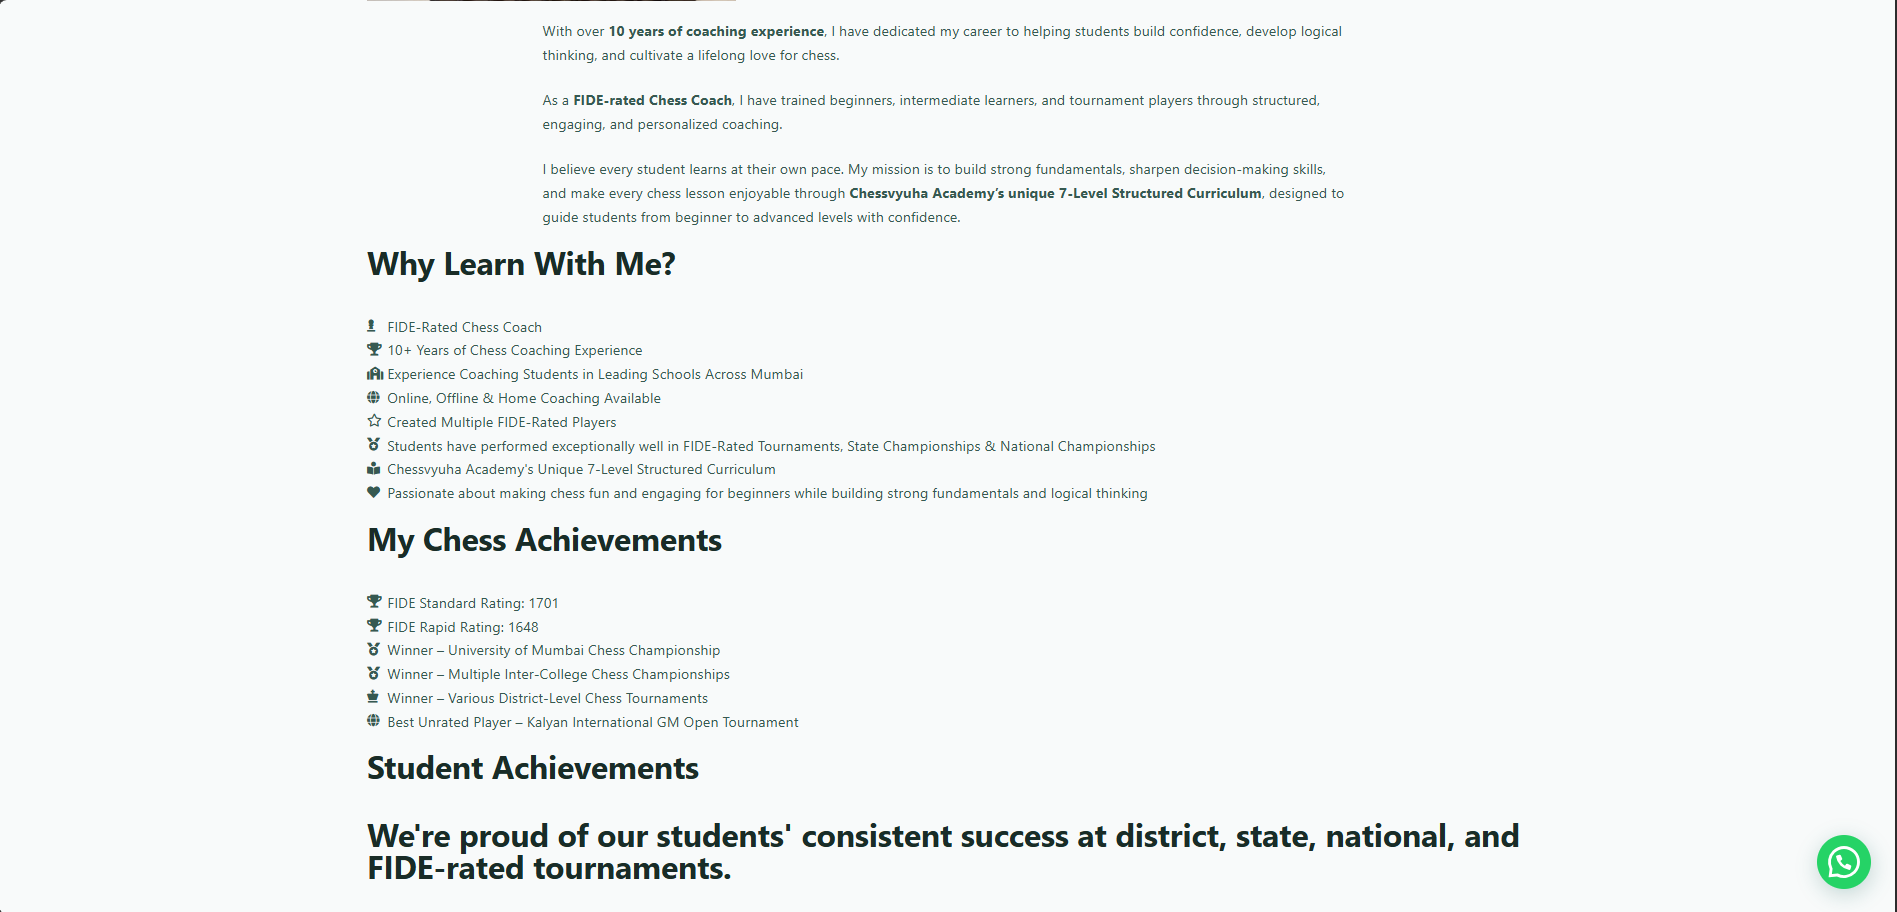 With over 10 years of coaching experience, I have dedicated my career to helping students build confidence, develop logical
thinking, and cultivate a lifelong love for chess.
As a FIDE-rated Chess Coach, I have trained beginners, intermediate learners, and tournament players through structured,
engaging, and personalized coaching.
I believe every student learns at their own pace. My mission is to build strong fundamentals, sharpen decision-making skills,
and make every chess lesson enjoyable through Chessvyuha Academy’s unique 7-Level Structured Curriculum, designed to
guide students from beginner to advanced levels with confidence.
Why Learn With Me?
FIDE-Rated Chess Coach
10+ Years of Chess Coaching Experience
Experience Coaching Students in Leading Schools Across Mumbai
Online, Offline & Home Coaching Available
Created Multiple FIDE-Rated Players
Students have performed exceptionally well in FIDE-Rated Tournaments, State Championships & National Championships
Chessvyuha Academy's Unique 7-Level Structured Curriculum
Passionate about making chess fun and engaging for beginners while building strong fundamentals and logical thinking
My Chess Achievements
FIDE Standard Rating: 1701
FIDE Rapid Rating: 1648
Winner – University of Mumbai Chess Championship
Winner – Multiple Inter-College Chess Championships
Winner – Various District-Level Chess Tournaments
Best Unrated Player – Kalyan International GM Open Tournament
Student Achievements
We're proud of our students' consistent success at district, state, national, and
FIDE-rated tournaments.